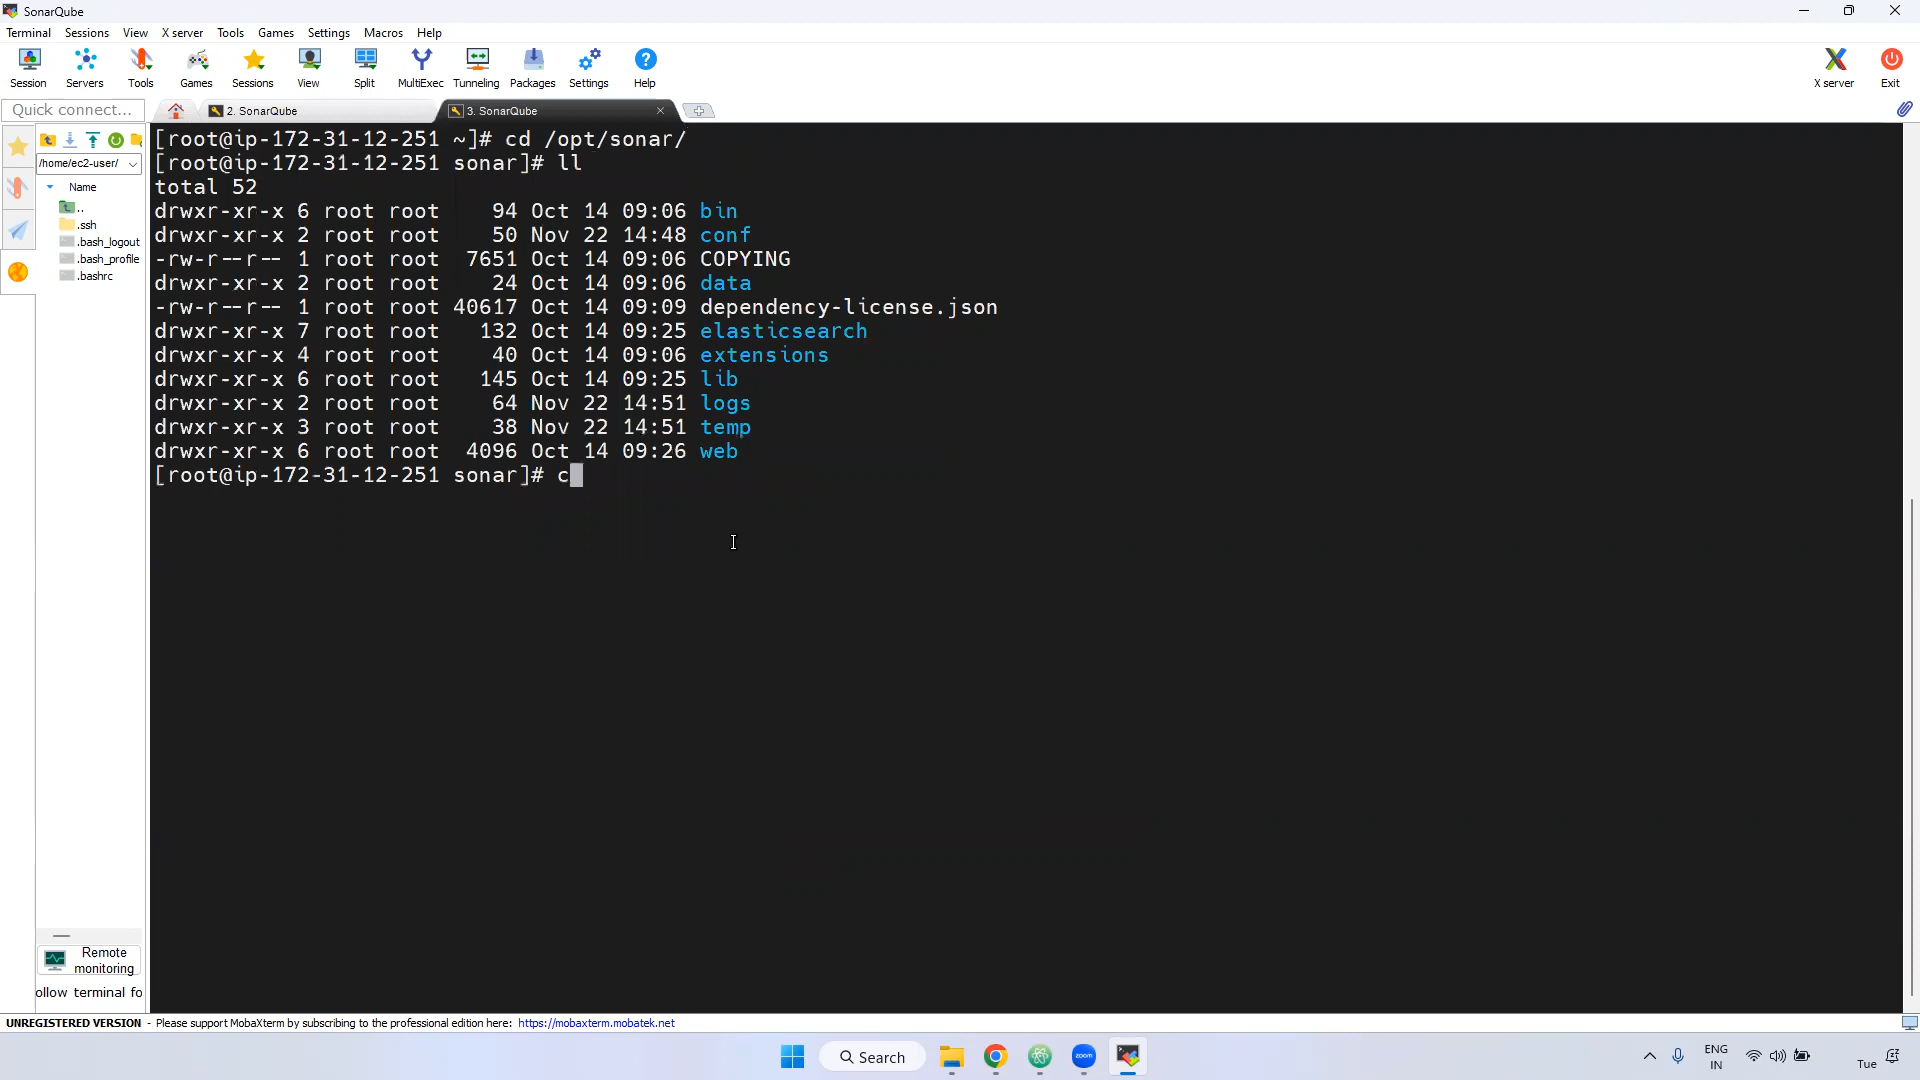 SonarQube
Terminal Sessions View X server Tools Games Settings Macros Help
Session Servers Tools Games Sessions View Split MultiExec Tunneling Packages Settings Help X server Exit
Quick connect... 2. SonarQube 3. SonarQube
/home/ec2-user/
Name
..
.ssh
.bash_logout
.bash_profile
.bashrc
[root@ip-172-31-12-251 ~]# cd /opt/sonar/
[root@ip-172-31-12-251 sonar]# ll
total 52
drwxr-xr-x 6 root root    94 Oct 14 09:06 bin
drwxr-xr-x 2 root root    50 Nov 22 14:48 conf
-rw-r--r-- 1 root root  7651 Oct 14 09:06 COPYING
drwxr-xr-x 2 root root    24 Oct 14 09:06 data
-rw-r--r-- 1 root root 40617 Oct 14 09:09 dependency-license.json
drwxr-xr-x 7 root root   132 Oct 14 09:25 elasticsearch
drwxr-xr-x 4 root root    40 Oct 14 09:06 extensions
drwxr-xr-x 6 root root   145 Oct 14 09:25 lib
drwxr-xr-x 2 root root    64 Nov 22 14:51 logs
drwxr-xr-x 3 root root    38 Nov 22 14:51 temp
drwxr-xr-x 6 root root  4096 Oct 14 09:26 web
[root@ip-172-31-12-251 sonar]# c
Remote
monitoring
ollow terminal fo
UNREGISTERED VERSION - Please support MobaXterm by subscribing to the professional edition here: https://mobaxterm.mobatek.net
Search
zoom
ENG
IN
Tue